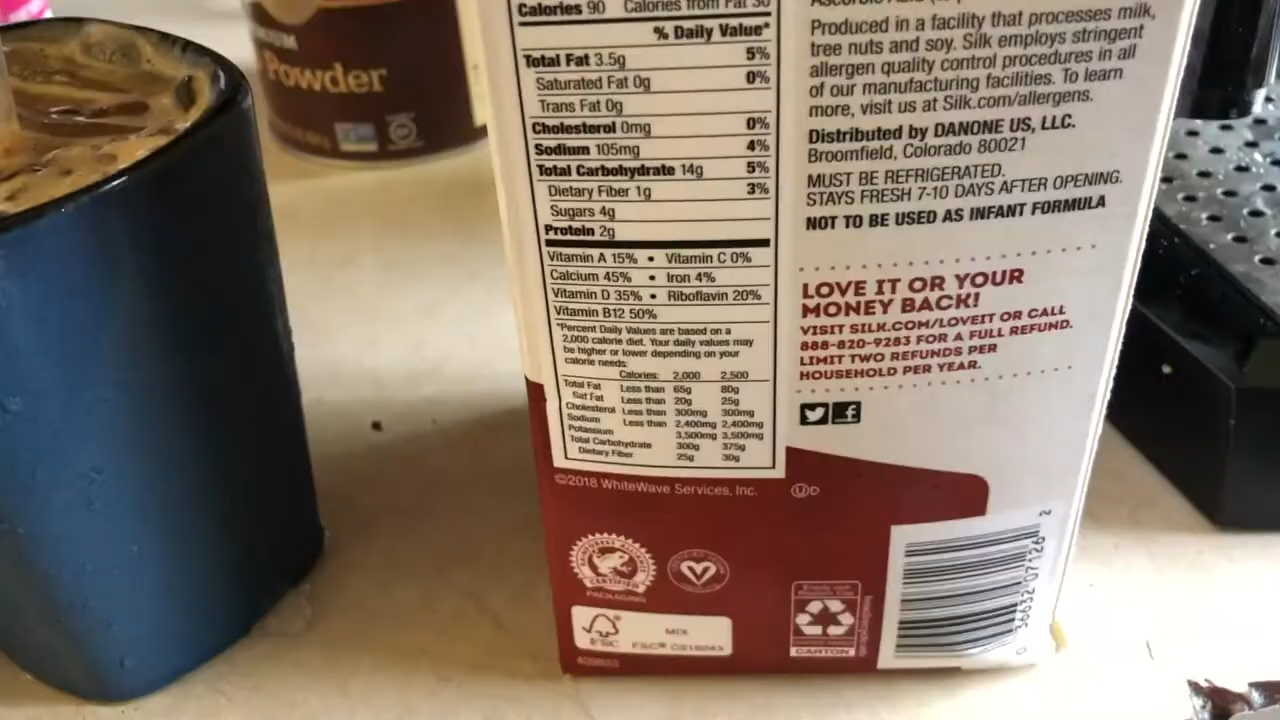 Powder
Calories 90 Calories from Fat 30
% Daily Value*
Total Fat 3.5g 5%
Saturated Fat 0g 0%
Trans Fat 0g
Cholesterol 0mg 0%
Sodium 105mg 4%
Total Carbohydrate 14g 5%
Dietary Fiber 1g 3%
Sugars 4g
Protein 2g
Vitamin A 15% • Vitamin C 0%
Calcium 45% • Iron 4%
Vitamin D 35% • Riboflavin 20%
Vitamin B12 50%
*Percent Daily Values are based on a
2,000 calorie diet. Your daily values may
be higher or lower depending on your
calorie needs:
Calories: 2,000 2,500
Total Fat Less than 65g 80g
Sat Fat Less than 20g 25g
Cholesterol Less than 300mg 300mg
Sodium Less than 2,400mg 2,400mg
Potassium 3,500mg 3,500mg
Total Carbohydrate 300g 375g
Dietary Fiber 25g 30g
©2018 WhiteWave Services, Inc.
Produced in a facility that processes milk,
tree nuts and soy. Silk employs stringent
allergen quality control procedures in all
of our manufacturing facilities. To learn
more, visit us at Silk.com/allergens.
Distributed by DANONE US, LLC.
Broomfield, Colorado 80021
MUST BE REFRIGERATED.
STAYS FRESH 7-10 DAYS AFTER OPENING.
NOT TO BE USED AS INFANT FORMULA
LOVE IT OR YOUR
MONEY BACK!
VISIT SILK.COM/LOVEIT OR CALL
888-820-9283 FOR A FULL REFUND.
LIMIT TWO REFUNDS PER
HOUSEHOLD PER YEAR.
UD
RAINFOREST ALLIANCE
CERTIFIED
PACKAGING
FSC
MIX
CARTON
0 36632 07126 2